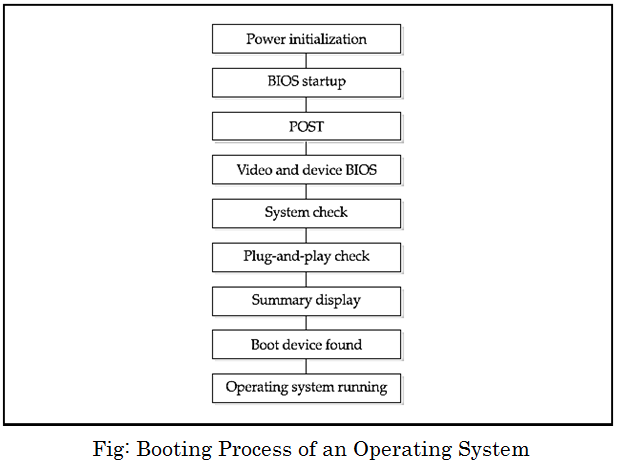 Power initialization
BIOS startup
POST
Video and device BIOS
System check
Plug-and-play check
Summary display
Boot device found
Operating system running
Fig: Booting Process of an Operating System